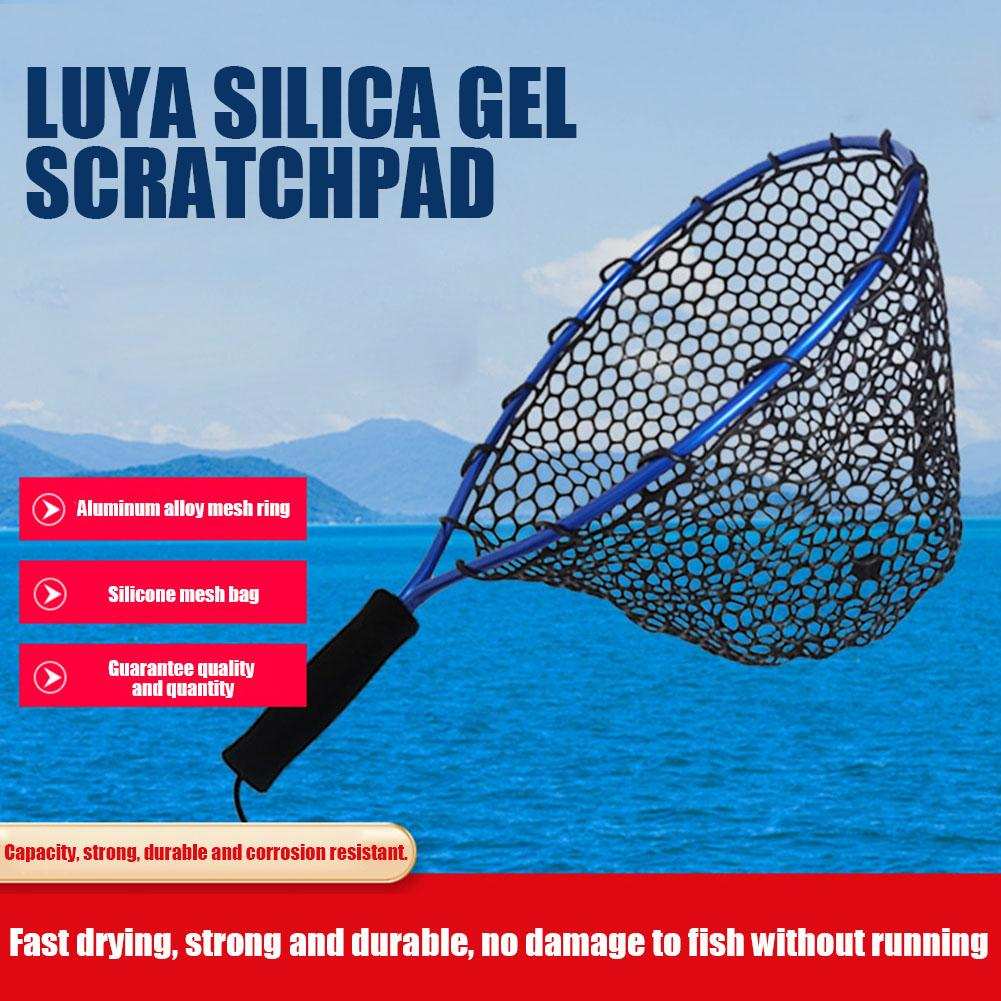 LUYA SILICA GEL
SCRATCHPAD
Aluminum alloy mesh ring
Silicone mesh bag
Guarantee quality
and quantity
Capacity, strong, durable and corrosion resistant.
Fast drying, strong and durable, no damage to fish without running